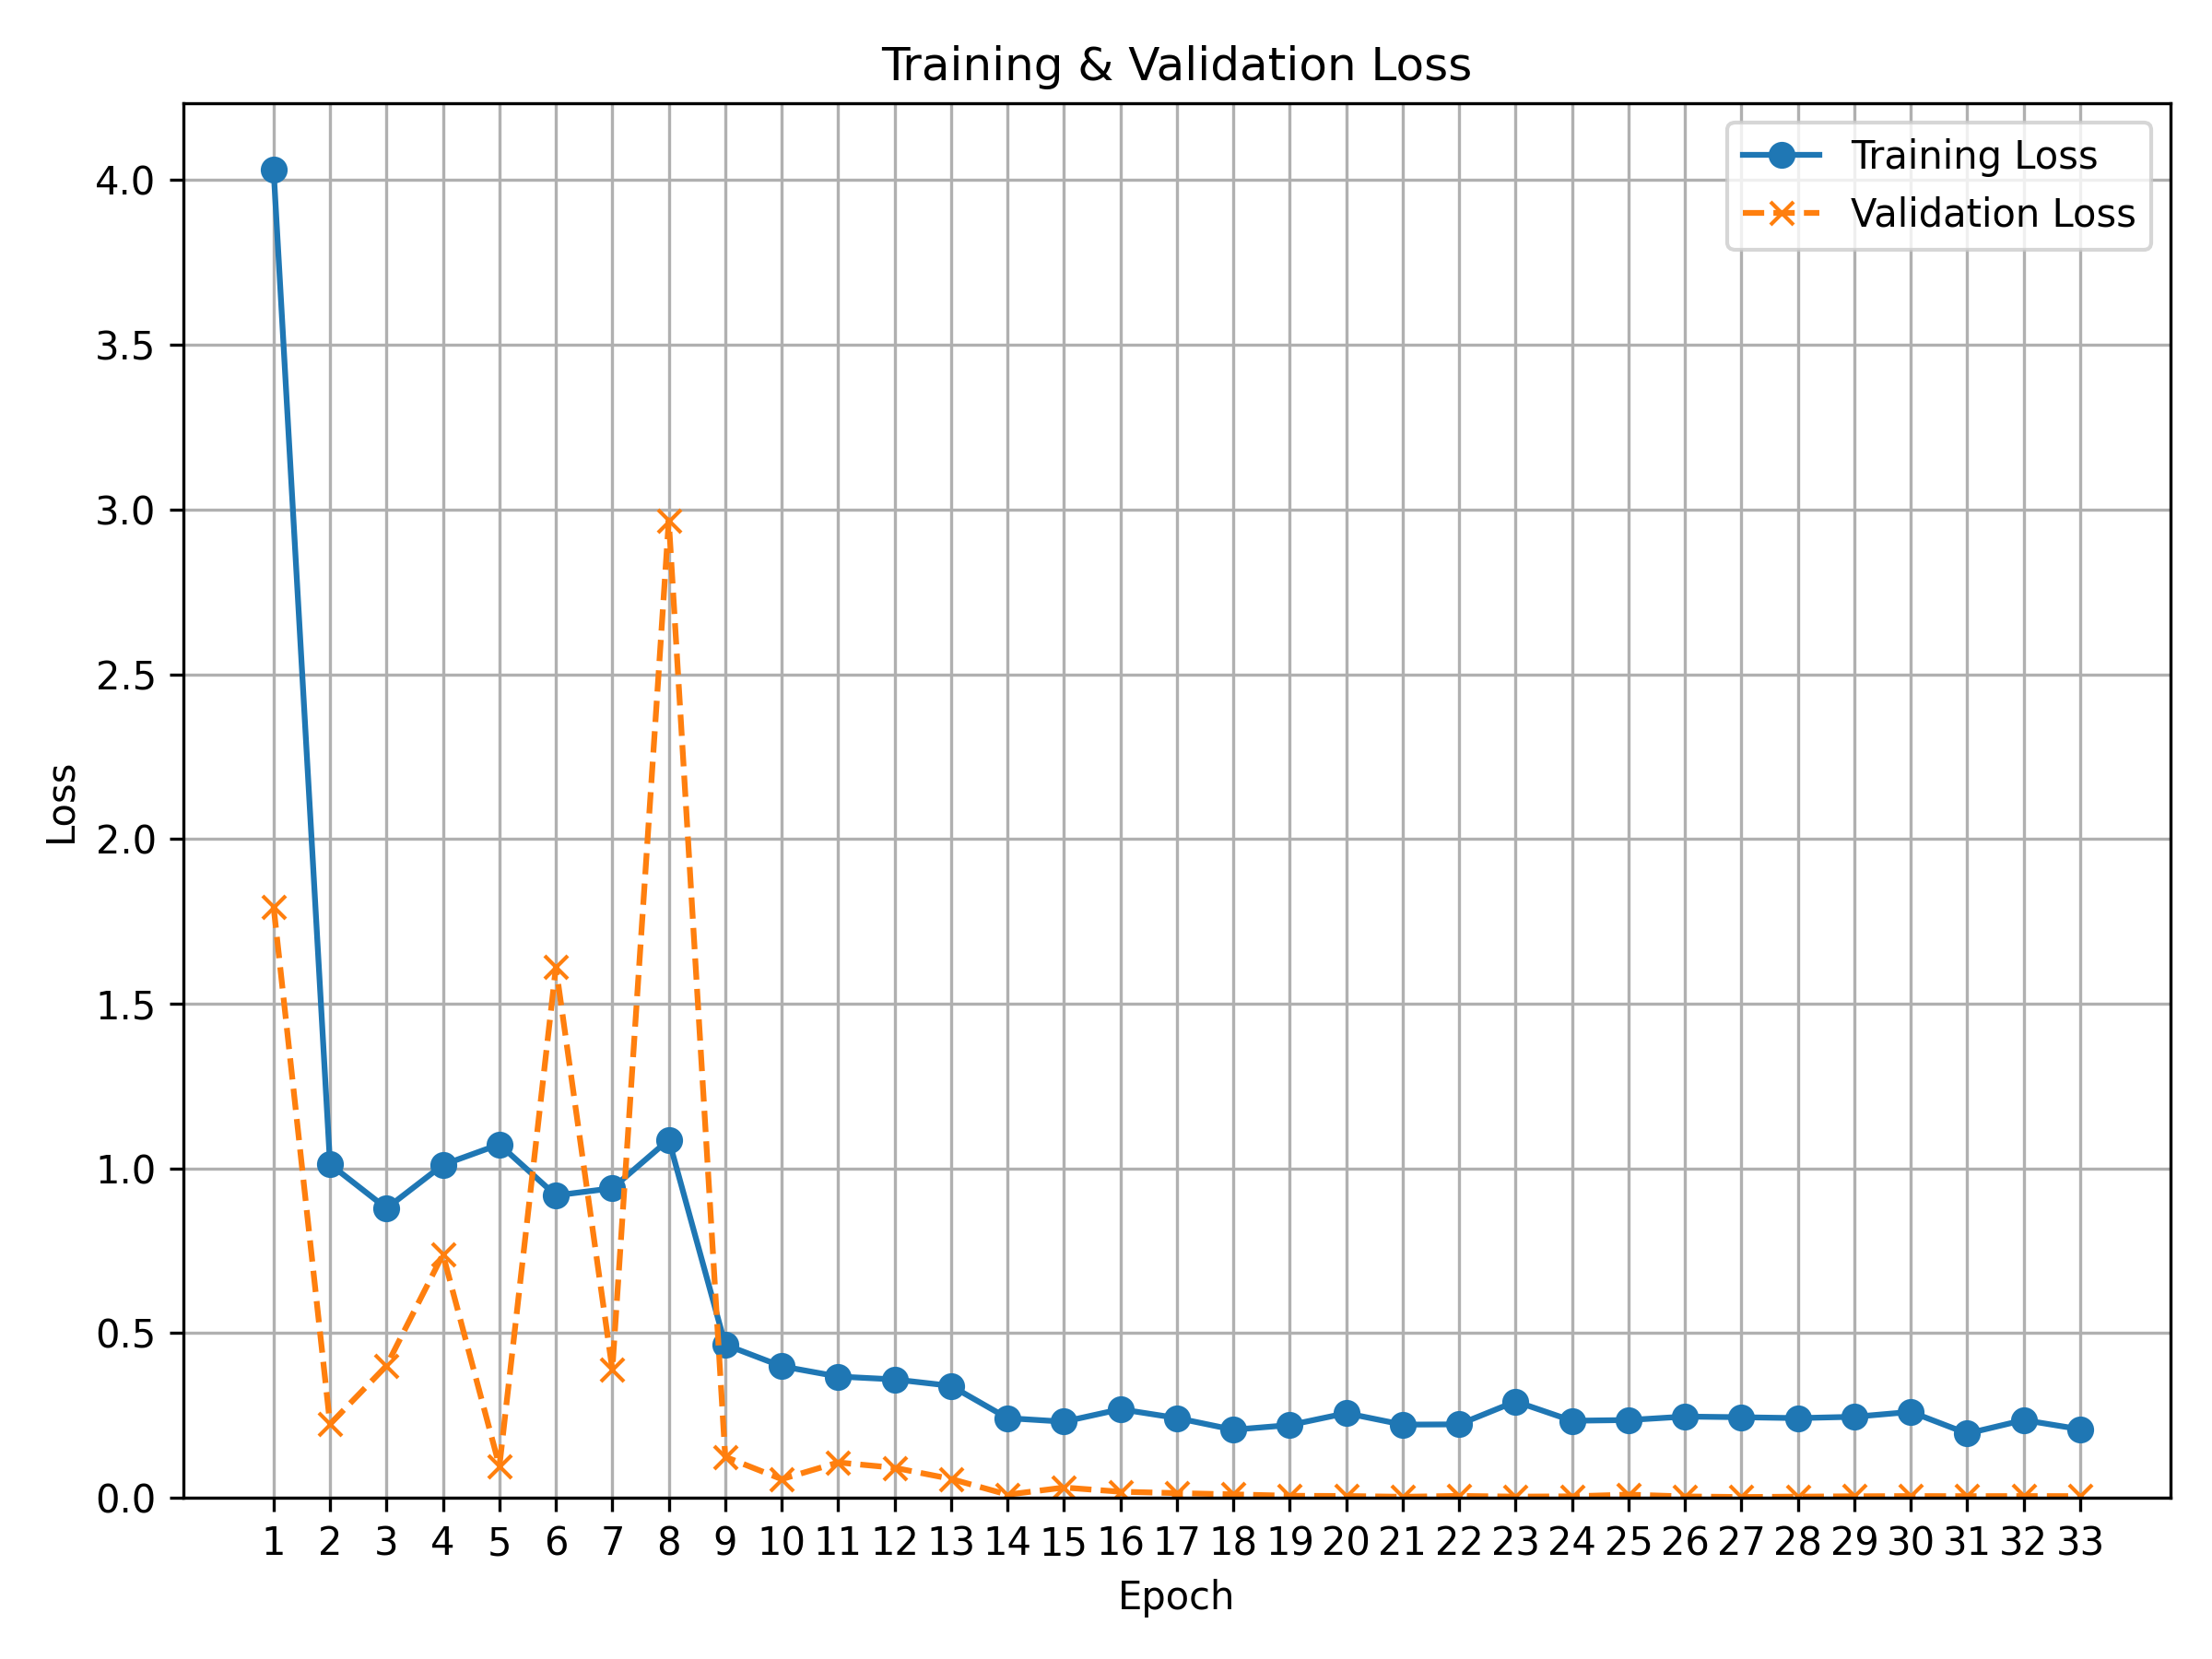 Training & Validation Loss
Training Loss
Validation Loss
4.0
3.5
3.0
2.5
2.0
1.5
1.0
0.5
0.0
Loss
1 2 3 4 5 6 7 8 9 10 11 12 13 14 15 16 17 18 19 20 21 22 23 24 25 26 27 28 29 30 31 32 33
Epoch